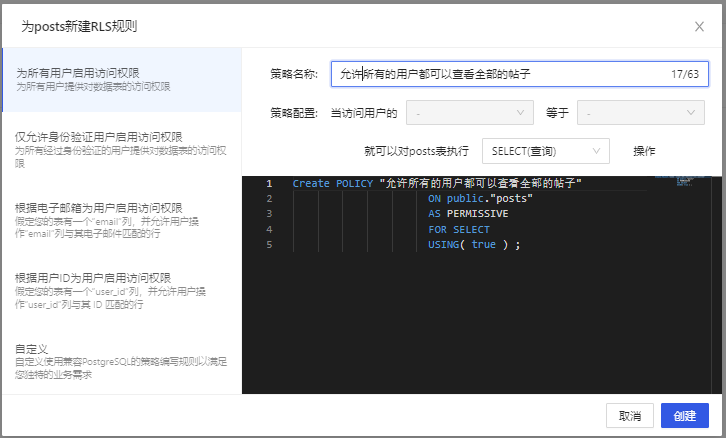 为posts新建RLS规则
为所有用户启用访问权限
为所有用户提供对数据表的访问权限
仅允许身份验证用户启用访问权限
为所有经过身份验证的用户提供对数据表的访问权
限
根据电子邮箱为用户启用访问权限
假定您的表有一个"email"列，并允许用户操
作"email"列与其电子邮件匹配的行
根据用户ID为用户启用访问权限
假定您的表有一个"user_id"列，并允许用户操
作"user_id"列与其 ID 匹配的行
自定义
自定义使用兼容PostgreSQL的策略编写规则以满足
您独特的业务需求
策略名称: 允许所有的用户都可以查看全部的帖子 17/63
策略配置: 当访问用户的 - 等于 -
就可以对posts表执行 SELECT(查询) 操作
1 Create POLICY "允许所有的用户都可以查看全部的帖子"
2 ON public."posts"
3 AS PERMISSIVE
4 FOR SELECT
5 USING( true ) ;
取消 创建